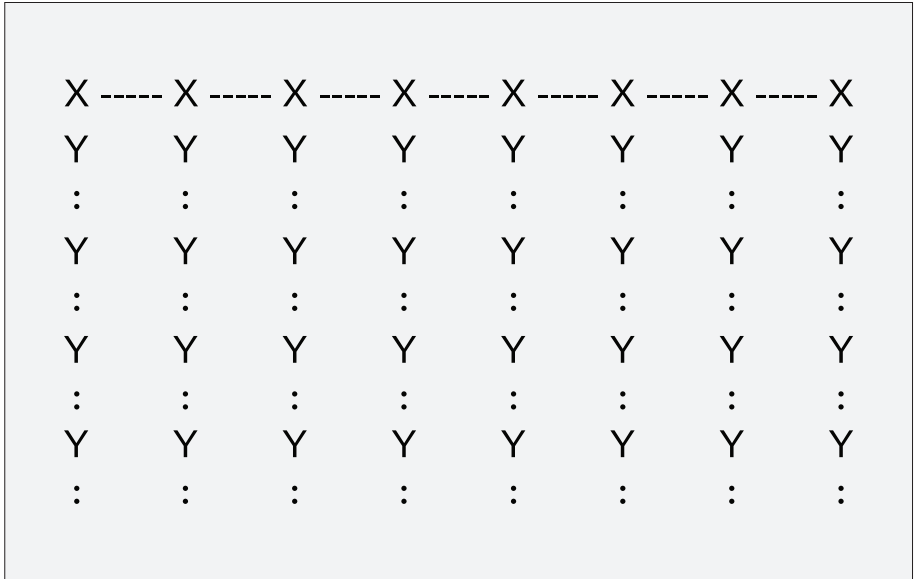 X ----- X ----- X ----- X ----- X ----- X ----- X ----- X
Y Y Y Y Y Y Y Y
: : : : : : : :
Y Y Y Y Y Y Y Y
: : : : : : : :
Y Y Y Y Y Y Y Y
: : : : : : : :
Y Y Y Y Y Y Y Y
: : : : : : : :